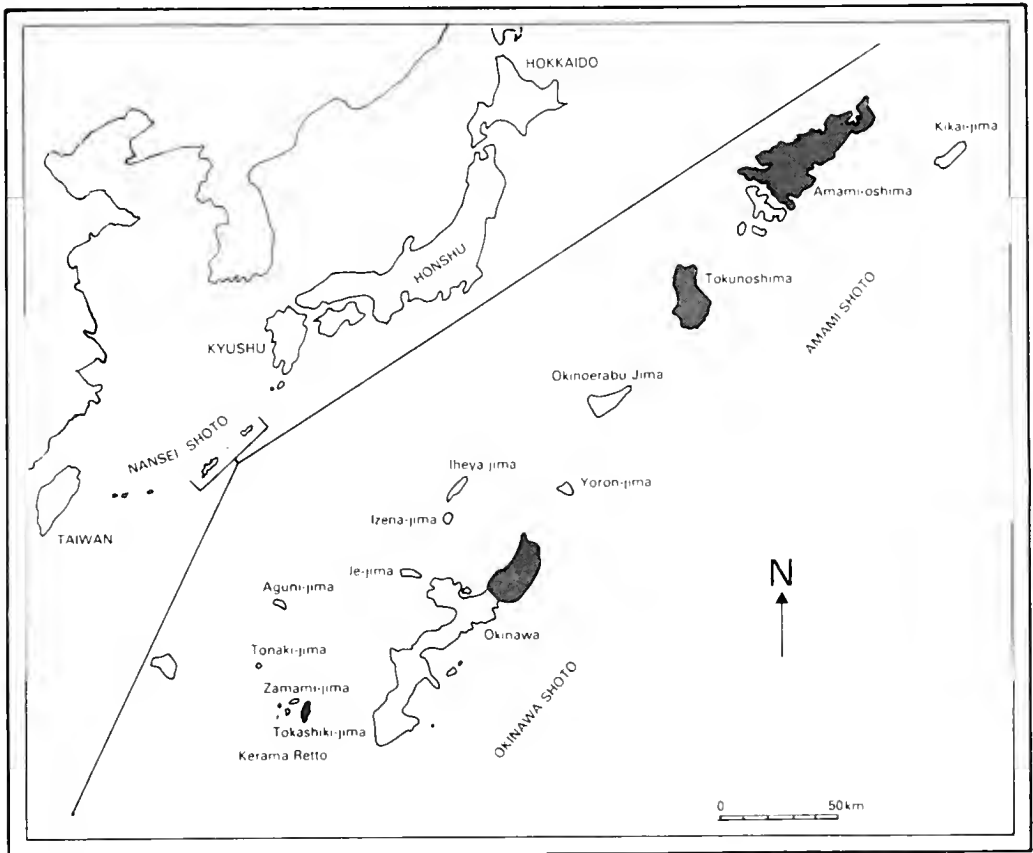 HOKKAIDO
Kikai-jima
Amami-oshima
HONSHU
Tokunoshima
AMAMI SHOTO
KYUSHU
Okinoerabu Jima
NANSEI SHOTO
Iheya jima
Yoron-jima
Izena-jima
TAIWAN
Ie-jima
N
Aguni-jima
Okinawa
Tonaki-jima
Zamami-jima
OKINAWA SHOTO
Tokashiki-jima
Kerama Retto
0 50km